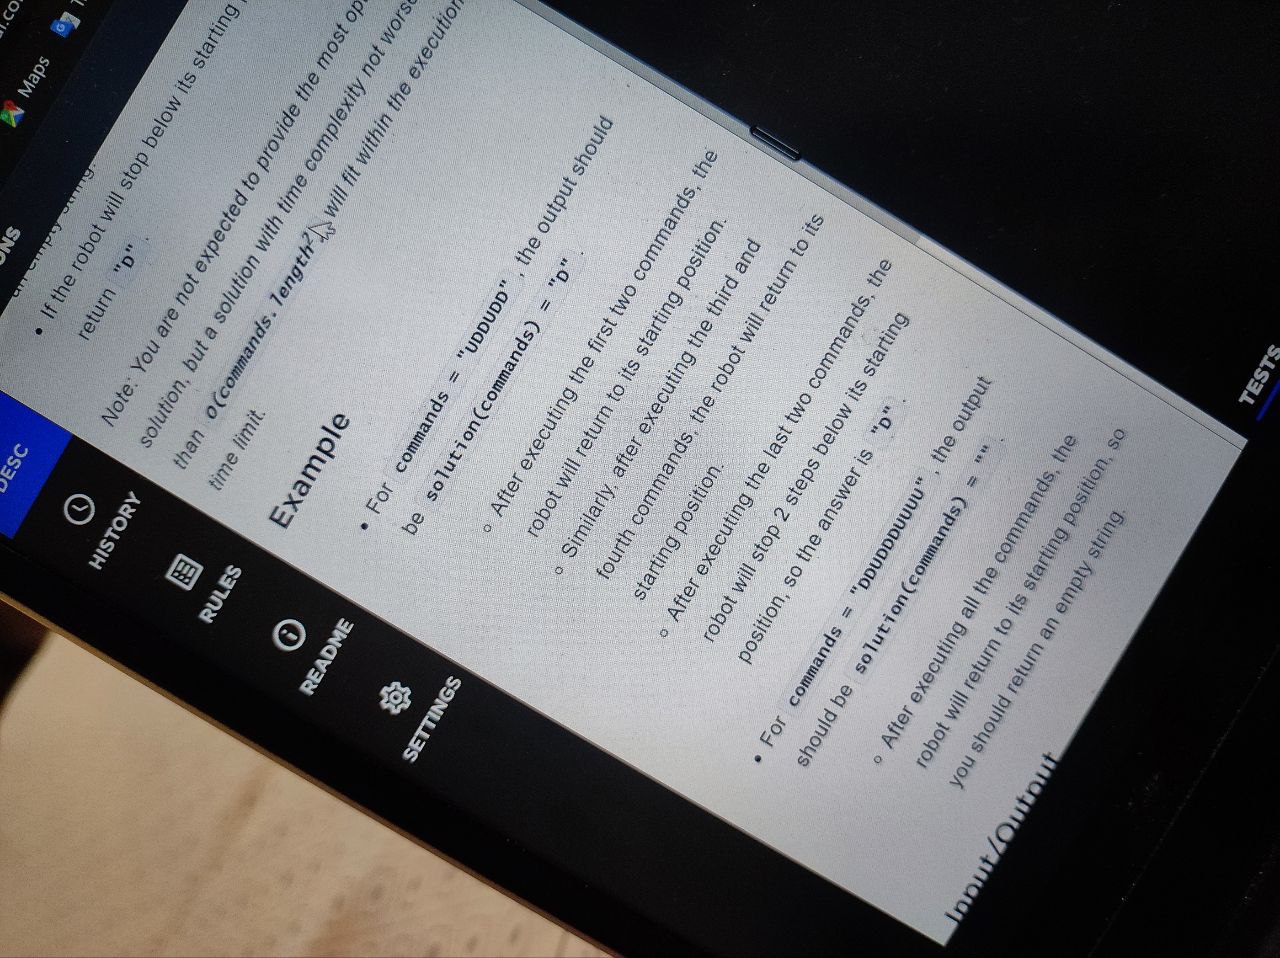 Maps
ONS
DESC
HISTORY
RULES
README
SETTINGS
an empty string.
• If the robot will stop below its starting
return "D" .
Note: You are not expected to provide the most
solution, but a solution with time complexity not worse
than O(commands.length²) will fit within the execution
time limit.
Example
• For commands = "UDDUDD" , the output should
be solution(commands) = "D" .
○ After executing the first two commands, the
robot will return to its starting position.
○ Similarly, after executing the third and
fourth commands, the robot will return to its
starting position.
○ After executing the last two commands, the
robot will stop 2 steps below its starting
position, so the answer is "D" .
• For commands = "DDUDDDUUUU" , the output
should be solution(commands) = "" .
○ After executing all the commands, the
robot will return to its starting position, so
you should return an empty string.
Input/Output
TESTS